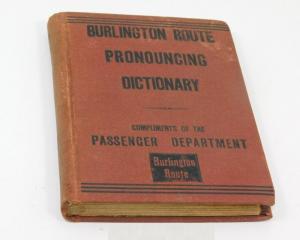 BURLINGTON ROUTE
PRONOUNCING
DICTIONARY
COMPLIMENTS OF THE
PASSENGER DEPARTMENT
Burlington
Route